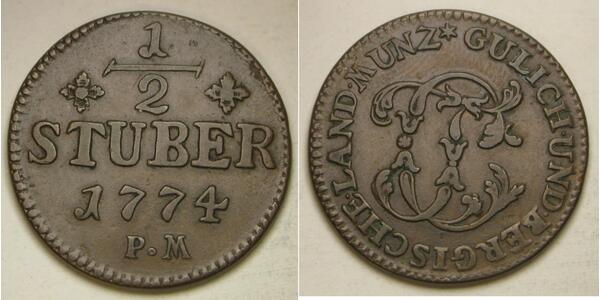 1
2
STUBER
1774
P·M
GULICH·UND·BERGISCHE·LAND·MUNZ*